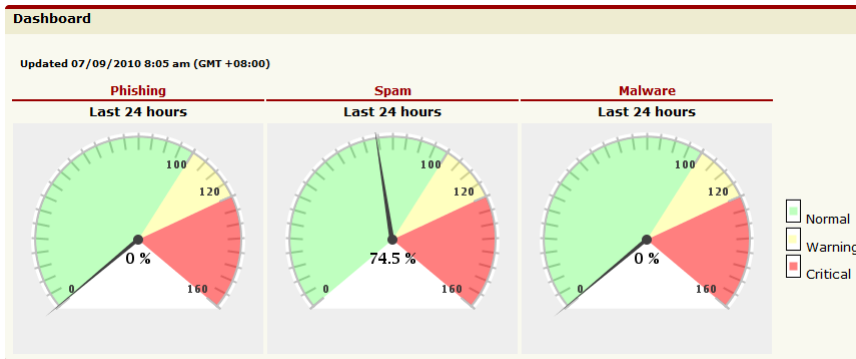 Dashboard
Updated 07/09/2010 8:05 am (GMT +08:00)
Phishing
Last 24 hours
100
120
0 %
0
160
Spam
Last 24 hours
100
120
74.5 %
0
160
Malware
Last 24 hours
100
120
0 %
0
160
Normal
Warning
Critical